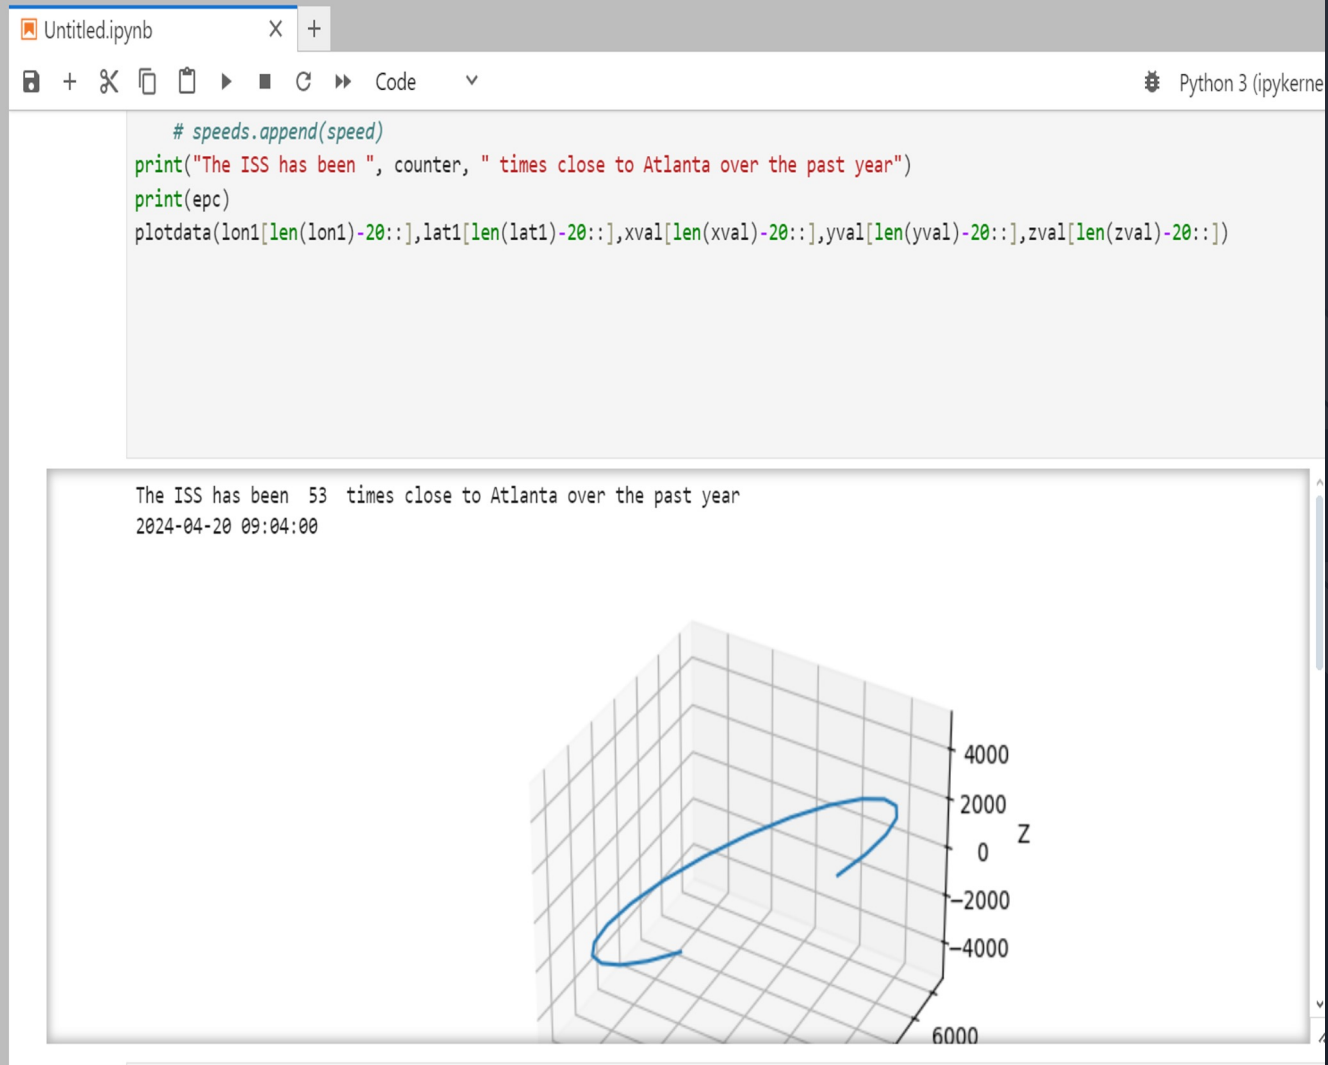 Untitled.ipynb
Code
Python 3 (ipykerne
# speeds.append(speed)
print("The ISS has been ", counter, " times close to Atlanta over the past year")
print(epc)
plotdata(lon1[len(lon1)-20::],lat1[len(lat1)-20::],xval[len(xval)-20::],yval[len(yval)-20::],zval[len(zval)-20::])
The ISS has been  53  times close to Atlanta over the past year
2024-04-20 09:04:00
4000
2000
Z
0
−2000
−4000
6000